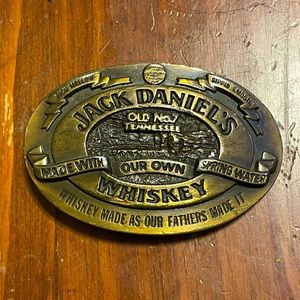 JACK DANIEL'S
OLD No.7
TENNESSEE
MADE WITH OUR OWN SPRING WATER
WHISKEY
WHISKEY MADE AS OUR FATHERS MADE IT